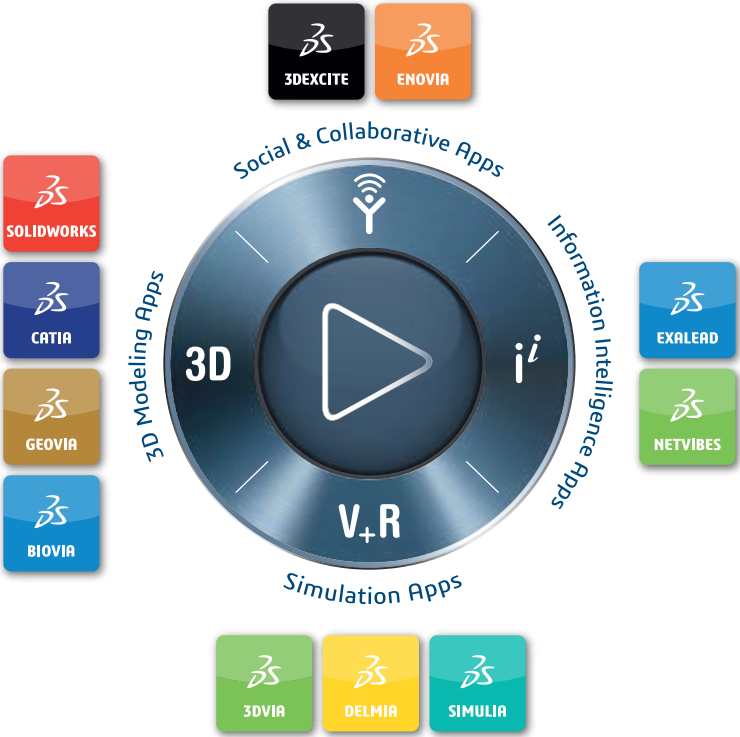 3DEXCITE
ENOVIA
Social & Collaborative Apps
SOLIDWORKS
CATIA
GEOVIA
BIOVIA
3D Modeling Apps
3D
i i
V+R
Information Intelligence Apps
EXALEAD
NETVIBES
Simulation Apps
3DVIA
DELMIA
SIMULIA